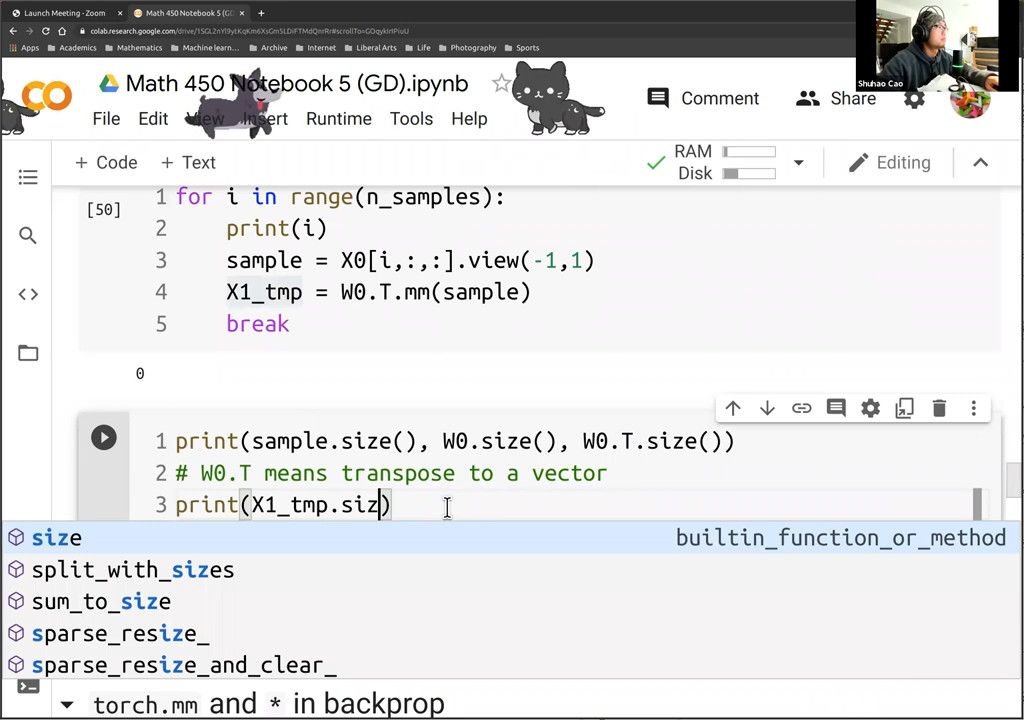 Launch Meeting - Zoom
Math 450 Notebook 5 (GD
colab.research.google.com/drive/
Apps Academics Mathematics Machine learn... Archive Internet Liberal Arts Life Photography Sports
Shuhao Cao
Math 450 Notebook 5 (GD).ipynb
Comment Share
File Edit View Insert Runtime Tools Help
+ Code + Text
RAM
Disk
Editing
[50]
1 for i in range(n_samples):
2 print(i)
3 sample = X0[i,:,:].view(-1,1)
4 X1_tmp = W0.T.mm(sample)
5 break
0
1 print(sample.size(), W0.size(), W0.T.size())
2 # W0.T means transpose to a vector
3 print(X1_tmp.siz)
size builtin_function_or_method
split_with_sizes
sum_to_size
sparse_resize_
sparse_resize_and_clear_
torch.mm and * in backprop